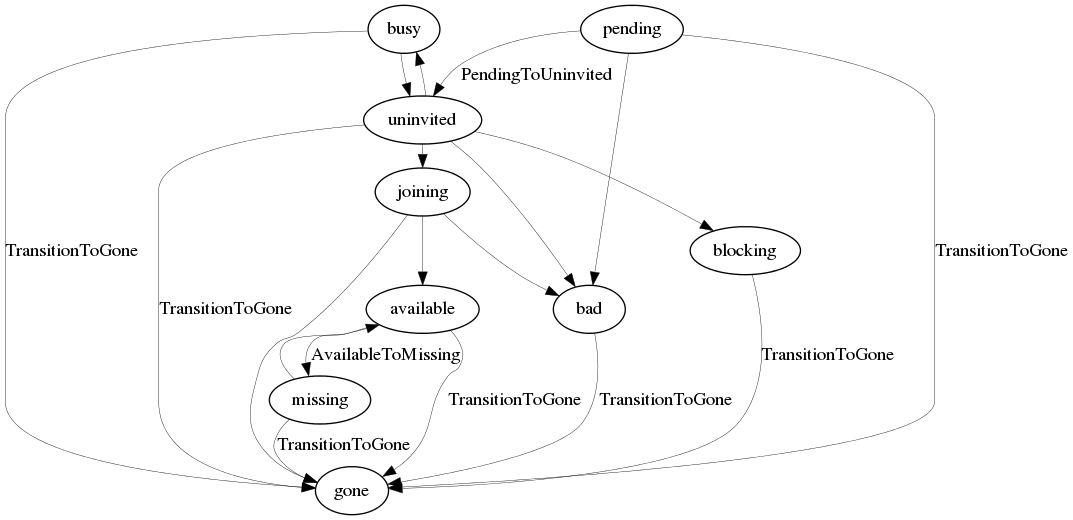 busy
pending
PendingToUninvited
uninvited
joining
TransitionToGone
blocking
TransitionToGone
TransitionToGone
available
bad
AvailableToMissing
TransitionToGone
missing
TransitionToGone
TransitionToGone
TransitionToGone
gone